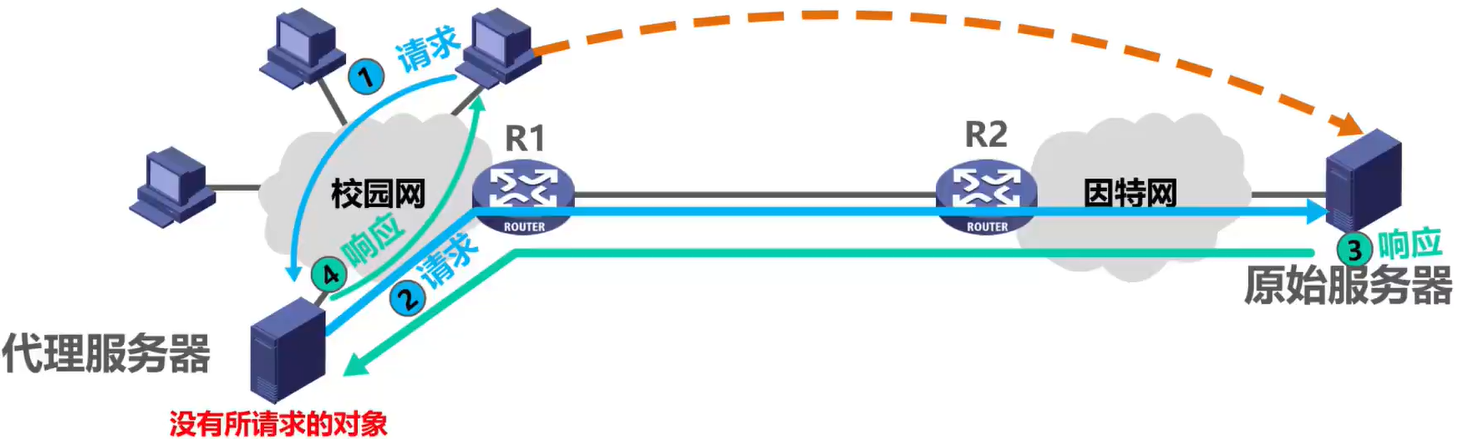 ① 请求
R1
R2
校园网
因特网
ROUTER
ROUTER
④ 响应
② 请求
③ 响应
原始服务器
代理服务器
没有所请求的对象